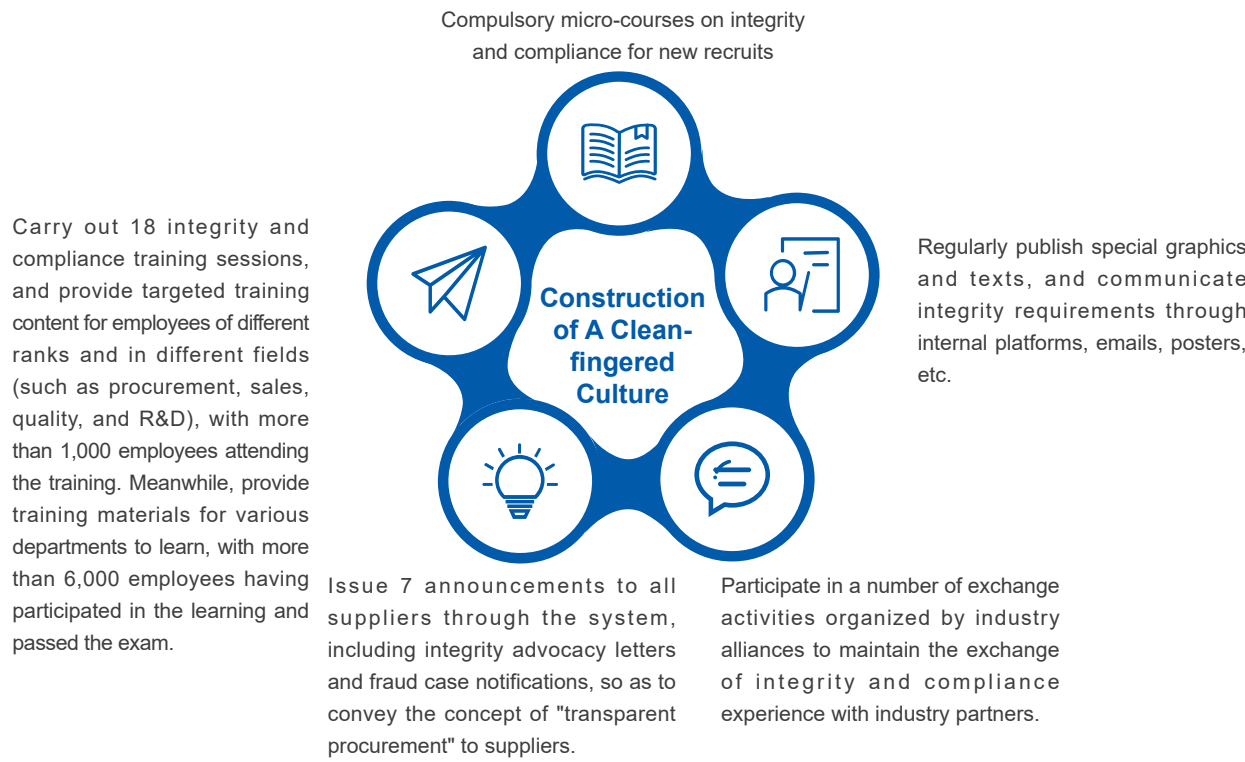 Compulsory micro-courses on integrity
and compliance for new recruits
Carry out 18 integrity and
compliance training sessions,
and provide targeted training
content for employees of different
ranks and in different fields
(such as procurement, sales,
quality, and R&D), with more
than 1,000 employees attending
the training. Meanwhile, provide
training materials for various
departments to learn, with more
than 6,000 employees having
participated in the learning and
passed the exam.
Construction
of A Clean-
fingered
Culture
Regularly publish special graphics
and texts, and communicate
integrity requirements through
internal platforms, emails, posters,
etc.
Issue 7 announcements to all
suppliers through the system,
including integrity advocacy letters
and fraud case notifications, so as to
convey the concept of "transparent
procurement" to suppliers.
Participate in a number of exchange
activities organized by industry
alliances to maintain the exchange
of integrity and compliance
experience with industry partners.